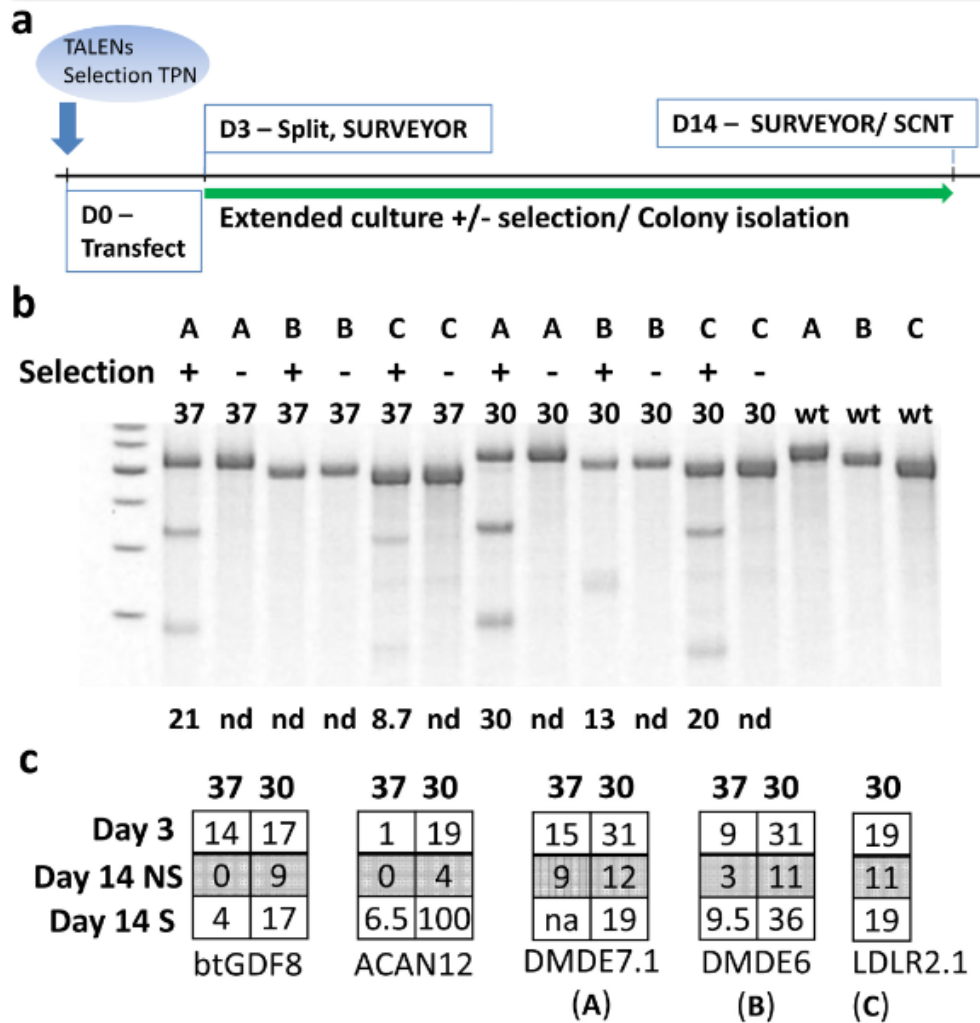 a
TALENs
Selection TPN
D3 – Split, SURVEYOR
D14 – SURVEYOR/ SCNT
D0 –
Transfect
Extended culture +/- selection/ Colony isolation
b
A A B B C C A A B B C C A B C
Selection + - + - + - + - + - + -
37 37 37 37 37 37 30 30 30 30 30 30 wt wt wt
21 nd nd nd 8.7 nd 30 nd 13 nd 20 nd
c
37 30 37 30 37 30 37 30 30
Day 3 14 17 1 19 15 31 9 31 19
Day 14 NS 0 9 0 4 9 12 3 11 11
Day 14 S 4 17 6.5 100 na 19 9.5 36 19
btGDF8 ACAN12 DMDE7.1 DMDE6 LDLR2.1
(A) (B) (C)